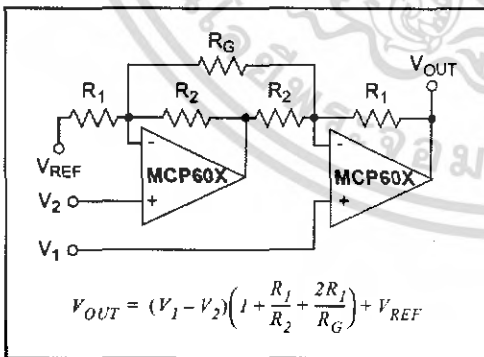 R_G
V_OUT
R_1 R_2 R_2 R_1
V_REF
- -
MCP60X MCP60X
V_2 + +
V_1
V_OUT = (V_1 – V_2)(1 + R_1/R_2 + 2R_1/R_G) + V_REF